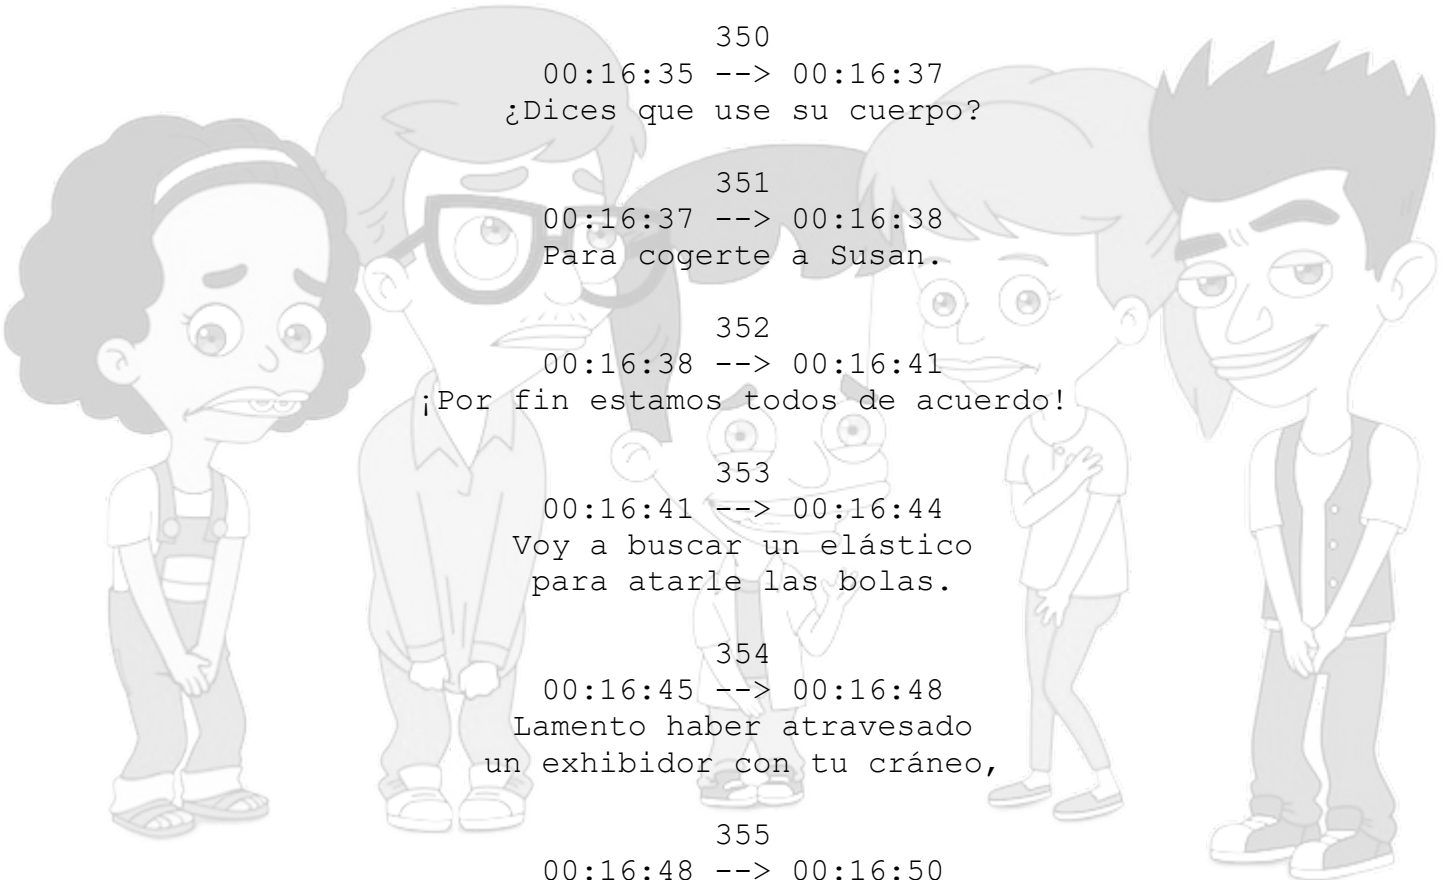 350
00:16:35 --> 00:16:37
¿Dices que use su cuerpo?
351
00:16:37 --> 00:16:38
Para cogerte a Susan.
352
00:16:38 --> 00:16:41
¡Por fin estamos todos de acuerdo!
353
00:16:41 --> 00:16:44
Voy a buscar un elástico
para atarle las bolas.
354
00:16:45 --> 00:16:48
Lamento haber atravesado
un exhibidor con tu cráneo,
355
00:16:48 --> 00:16:50